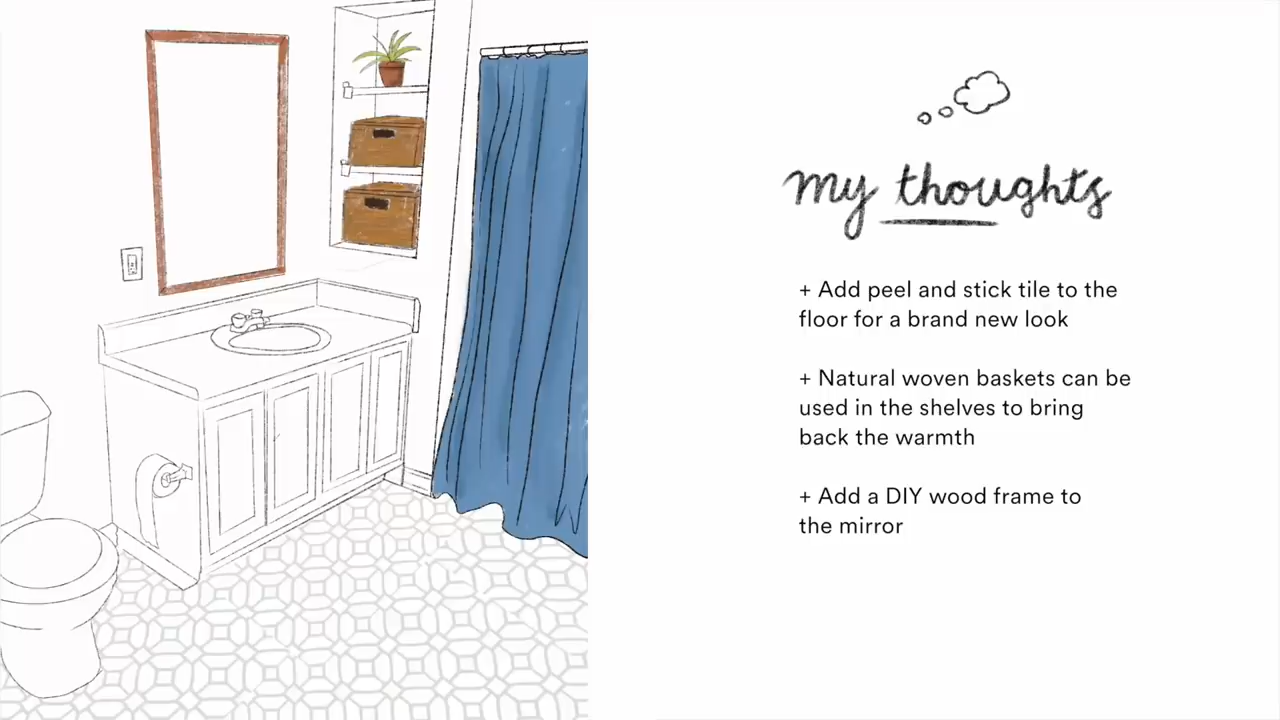 my thoughts
+ Add peel and stick tile to the
floor for a brand new look
+ Natural woven baskets can be
used in the shelves to bring
back the warmth
+ Add a DIY wood frame to
the mirror